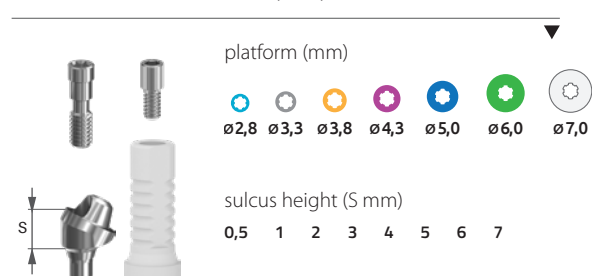 platform (mm)
ø2,8 ø3,3 ø3,8 ø4,3 ø5,0 ø6,0 ø7,0
sulcus height (S mm)
S
0,5 1 2 3 4 5 6 7